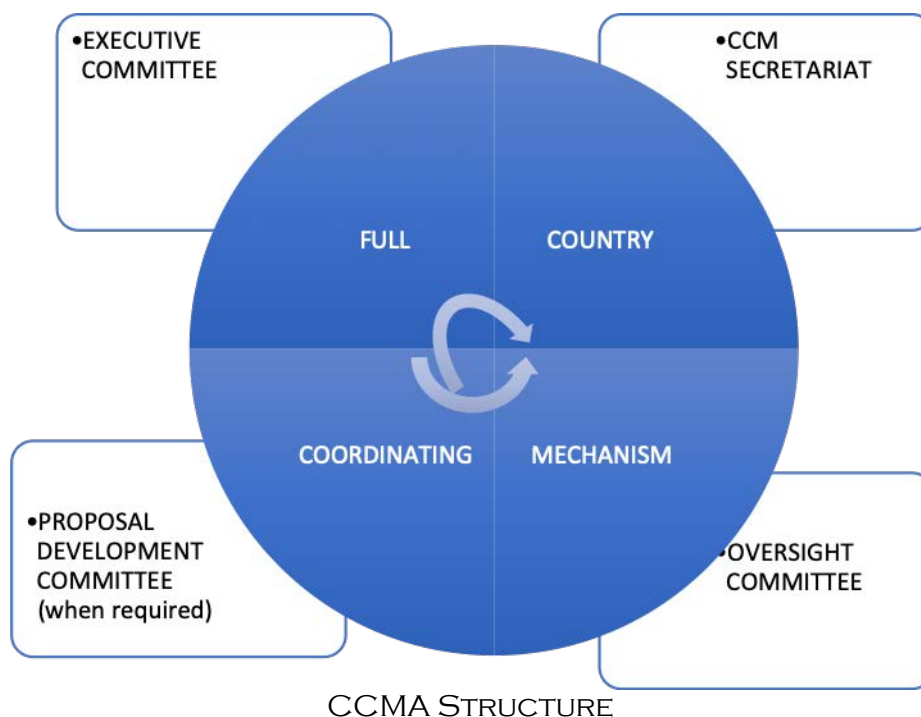 •EXECUTIVE
COMMITTEE
•CCM
SECRETARIAT
FULL
COUNTRY
COORDINATING
MECHANISM
•PROPOSAL
DEVELOPMENT
COMMITTEE
(when required)
•OVERSIGHT
COMMITTEE
CCMA STRUCTURE